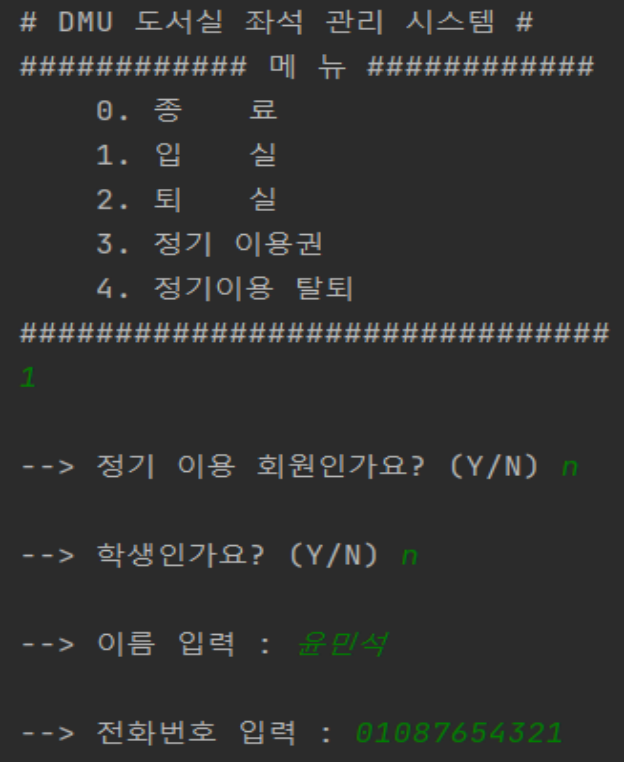 # DMU 도서실 좌석 관리 시스템 #
############ 메 뉴 ############
0. 종    료
1. 입    실
2. 퇴    실
3. 정기 이용권
4. 정기이용 탈퇴
###############################
1
--> 정기 이용 회원인가요? (Y/N) n
--> 학생인가요? (Y/N) n
--> 이름 입력 : 윤민석
--> 전화번호 입력 : 01087654321